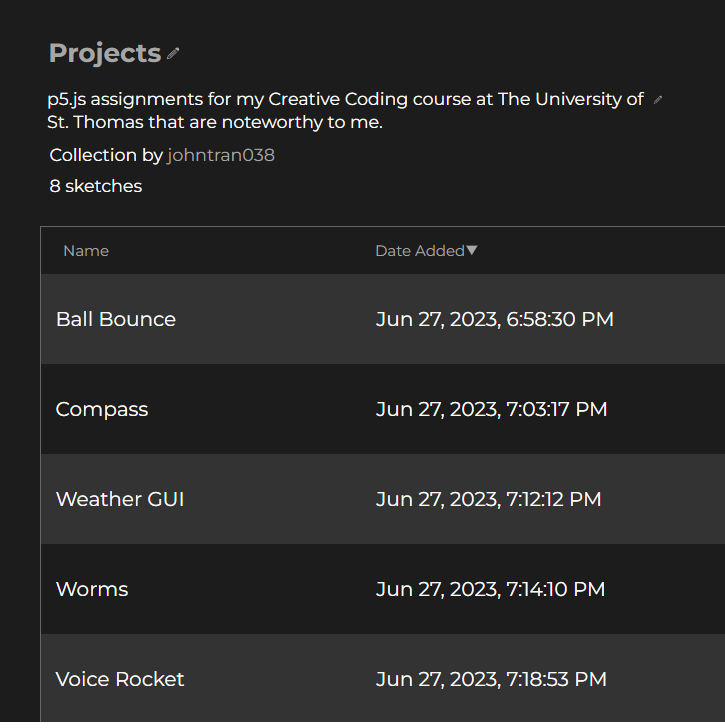 Projects
p5.js assignments for my Creative Coding course at The University of
St. Thomas that are noteworthy to me.
Collection by johntran038
8 sketches
Name Date Added▼
Ball Bounce Jun 27, 2023, 6:58:30 PM
Compass Jun 27, 2023, 7:03:17 PM
Weather GUI Jun 27, 2023, 7:12:12 PM
Worms Jun 27, 2023, 7:14:10 PM
Voice Rocket Jun 27, 2023, 7:18:53 PM